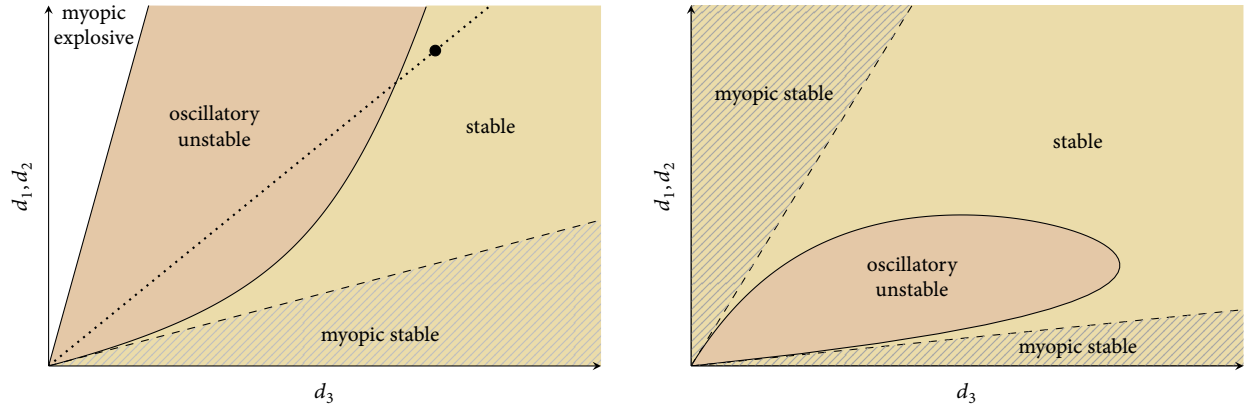 myopic
explosive
oscillatory
unstable
stable
myopic stable
d₁, d₂
d₃
myopic stable
stable
oscillatory
unstable
myopic stable
d₁, d₂
d₃